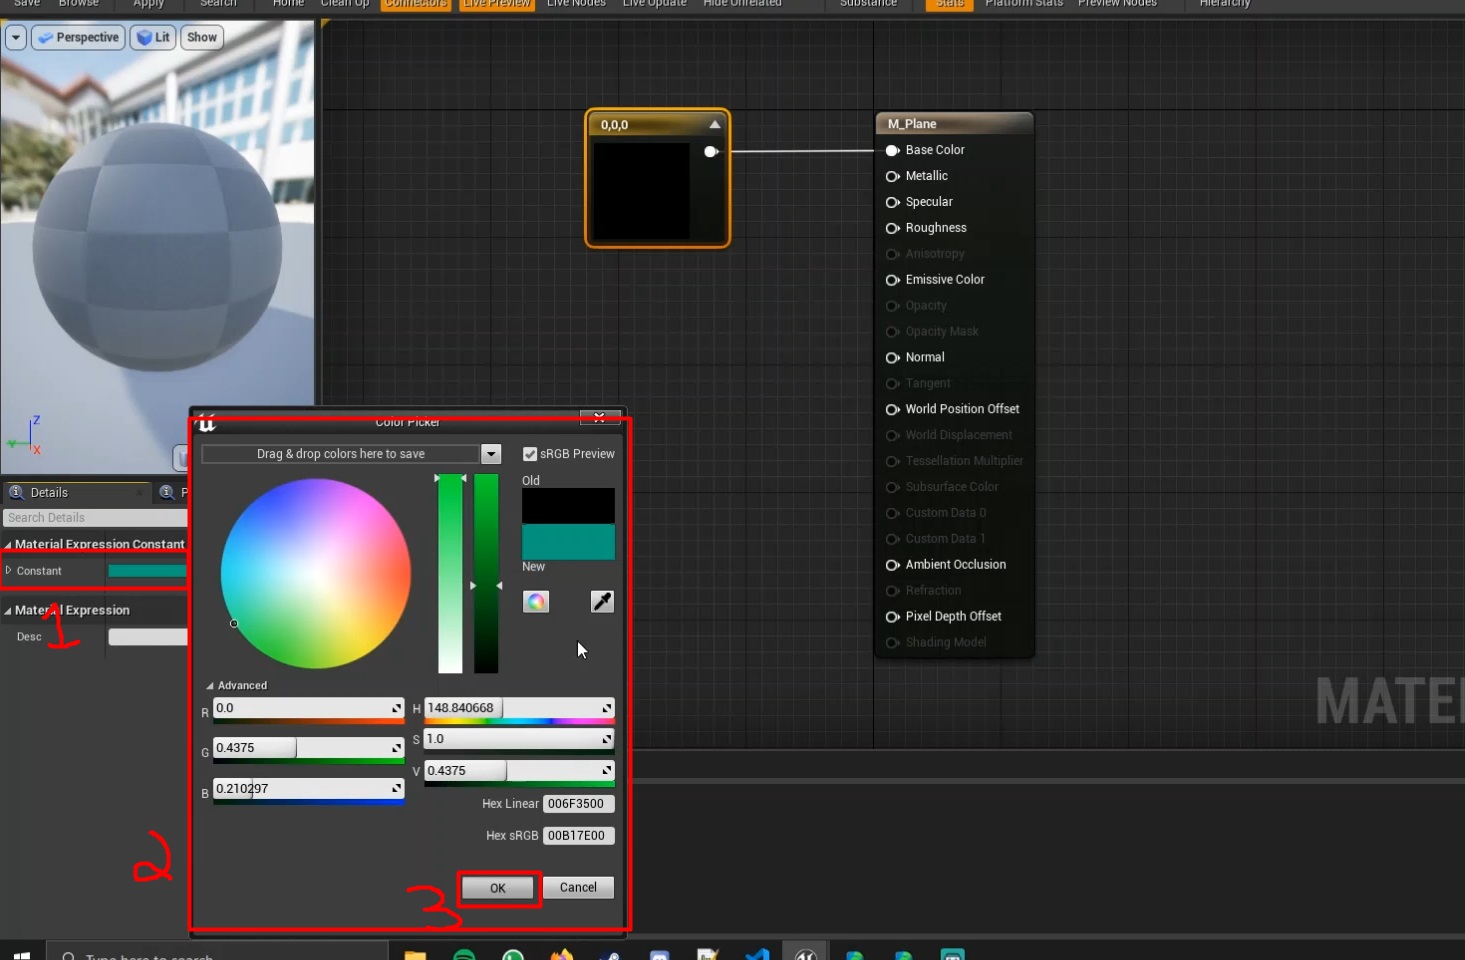 Save Browse Apply Search Home Clean Up Connectors Live Preview Live Nodes Live Update Hide Unrelated Substance Stats Platform Stats Preview Nodes Hierarchy
Perspective Lit Show
0,0,0
M_Plane
Base Color
Metallic
Specular
Roughness
Anisotropy
Emissive Color
Opacity
Opacity Mask
Normal
Tangent
World Position Offset
World Displacement
Tessellation Multiplier
Subsurface Color
Custom Data 0
Custom Data 1
Ambient Occlusion
Refraction
Pixel Depth Offset
Shading Model
MATE
Z
Y
X
Details
P
Search Details
Material Expression Constant
Constant
1
Material Expression
Desc
Color Picker
Drag & drop colors here to save
sRGB Preview
Old
New
Advanced
R 0.0 H 148.840668
G 0.4375 S 1.0
B 0.210297 V 0.4375
Hex Linear 006F3500
Hex sRGB 00B17E00
2
3
OK Cancel
Type here to search